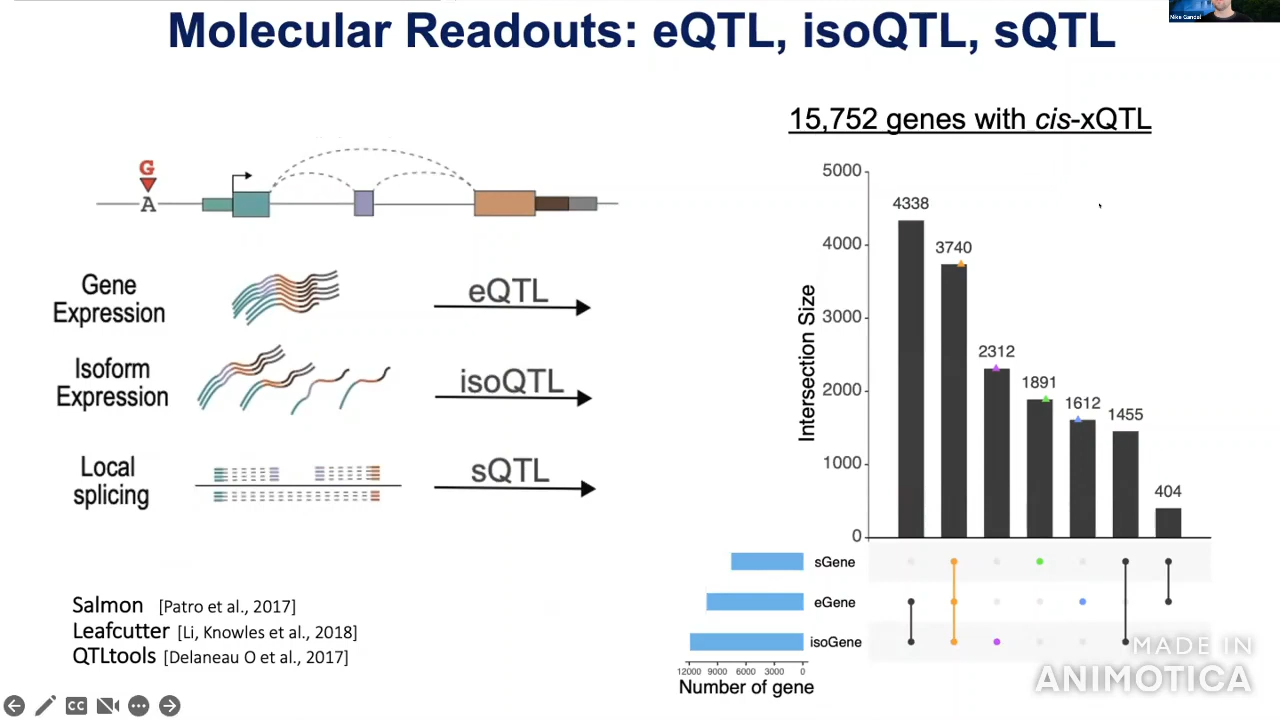 Molecular Readouts: eQTL, isoQTL, sQTL
Mike Gandal
15,752 genes with cis-xQTL
G
A
Gene
Expression
eQTL
Isoform
Expression
isoQTL
Local
splicing
sQTL
Salmon [Patro et al., 2017]
Leafcutter [Li, Knowles et al., 2018]
QTLtools [Delaneau O et al., 2017]
CC
Intersection Size
5000
4000
3000
2000
1000
0
4338
3740
2312
1891
1612
1455
404
sGene
eGene
isoGene
12000 9000 6000 3000 0
Number of gene
MADE IN
ANIMOTICA